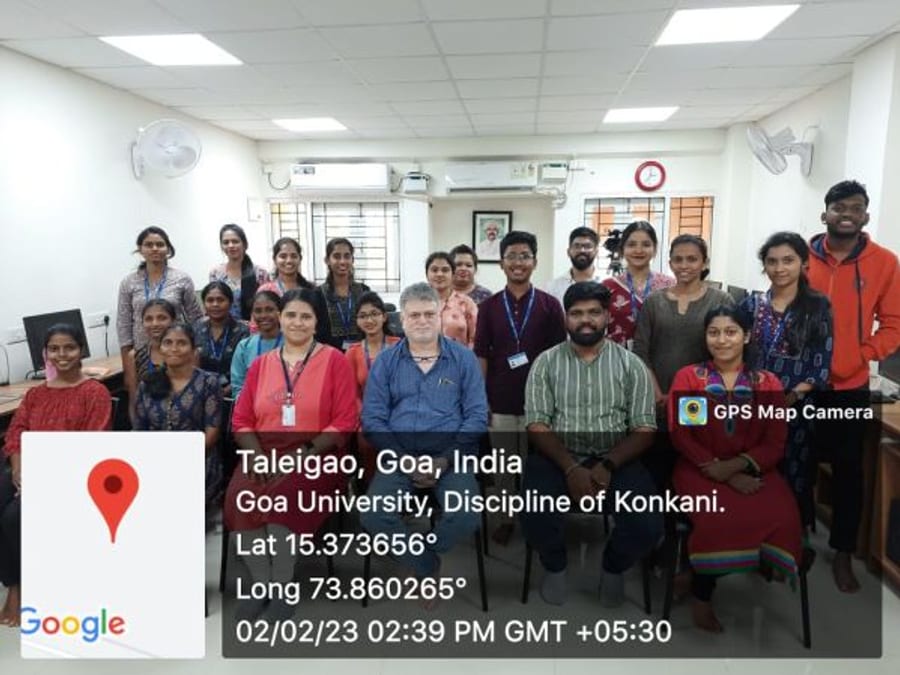 GPS Map Camera
Taleigao, Goa, India
Goa University, Discipline of Konkani.
Lat 15.373656°
Long 73.860265°
02/02/23 02:39 PM GMT +05:30
Google